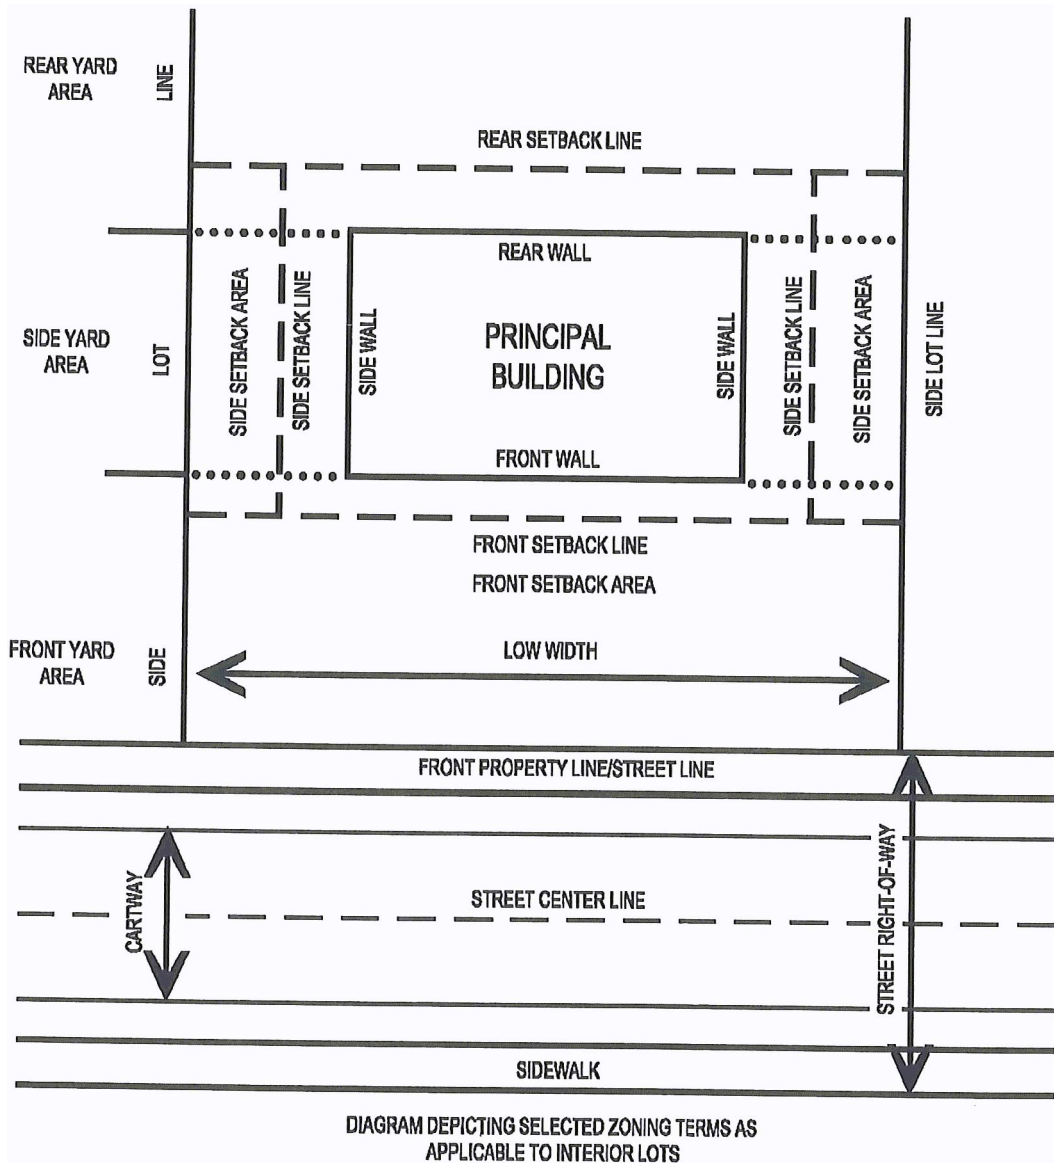 REAR YARD
AREA
LINE
REAR SETBACK LINE
REAR WALL
SIDE YARD
AREA
LOT
SIDE SETBACK AREA
SIDE SETBACK LINE
SIDE WALL
PRINCIPAL
BUILDING
SIDE WALL
SIDE SETBACK LINE
SIDE SETBACK AREA
SIDE LOT LINE
FRONT WALL
FRONT SETBACK LINE
FRONT SETBACK AREA
FRONT YARD
AREA
SIDE
LOW WIDTH
FRONT PROPERTY LINE/STREET LINE
CARTWAY
STREET CENTER LINE
STREET RIGHT-OF-WAY
SIDEWALK
DIAGRAM DEPICTING SELECTED ZONING TERMS AS
APPLICABLE TO INTERIOR LOTS